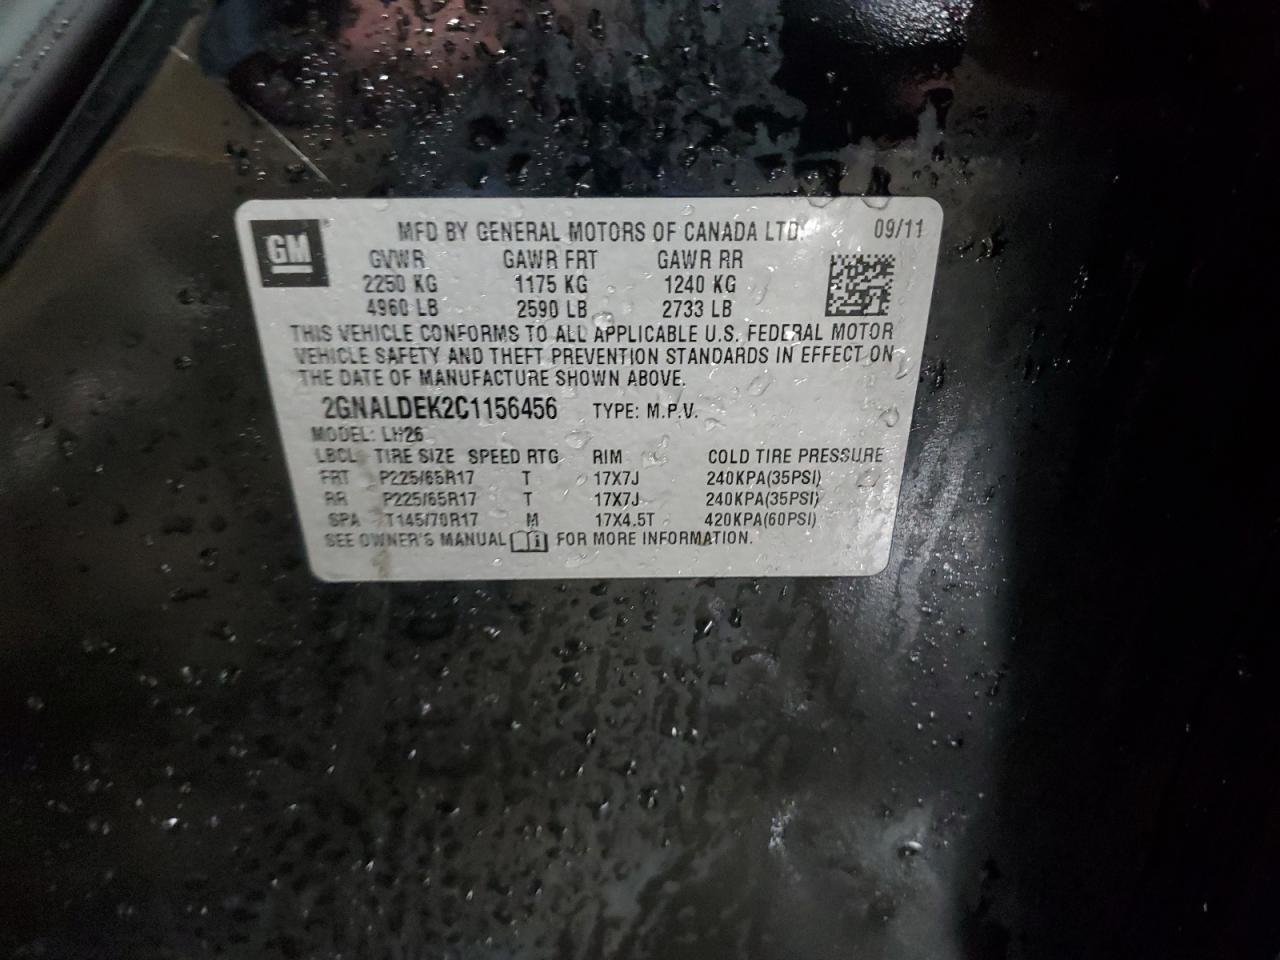 GM
MFD BY GENERAL MOTORS OF CANADA LTD. 09/11
GVWR GAWR FRT GAWR RR
2250 KG 1175 KG 1240 KG
4960 LB 2590 LB 2733 LB
THIS VEHICLE CONFORMS TO ALL APPLICABLE U.S. FEDERAL MOTOR
VEHICLE SAFETY AND THEFT PREVENTION STANDARDS IN EFFECT ON
THE DATE OF MANUFACTURE SHOWN ABOVE.
2GNALDEK2C1156456 TYPE: M.P.V.
MODEL: LH26
LBCL TIRE SIZE SPEED RTG RIM COLD TIRE PRESSURE
FRT P225/65R17 T 17X7J 240KPA(35PSI)
RR P225/65R17 T 17X7J 240KPA(35PSI)
SPA T145/70R17 M 17X4.5T 420KPA(60PSI)
SEE OWNER'S MANUAL i FOR MORE INFORMATION.